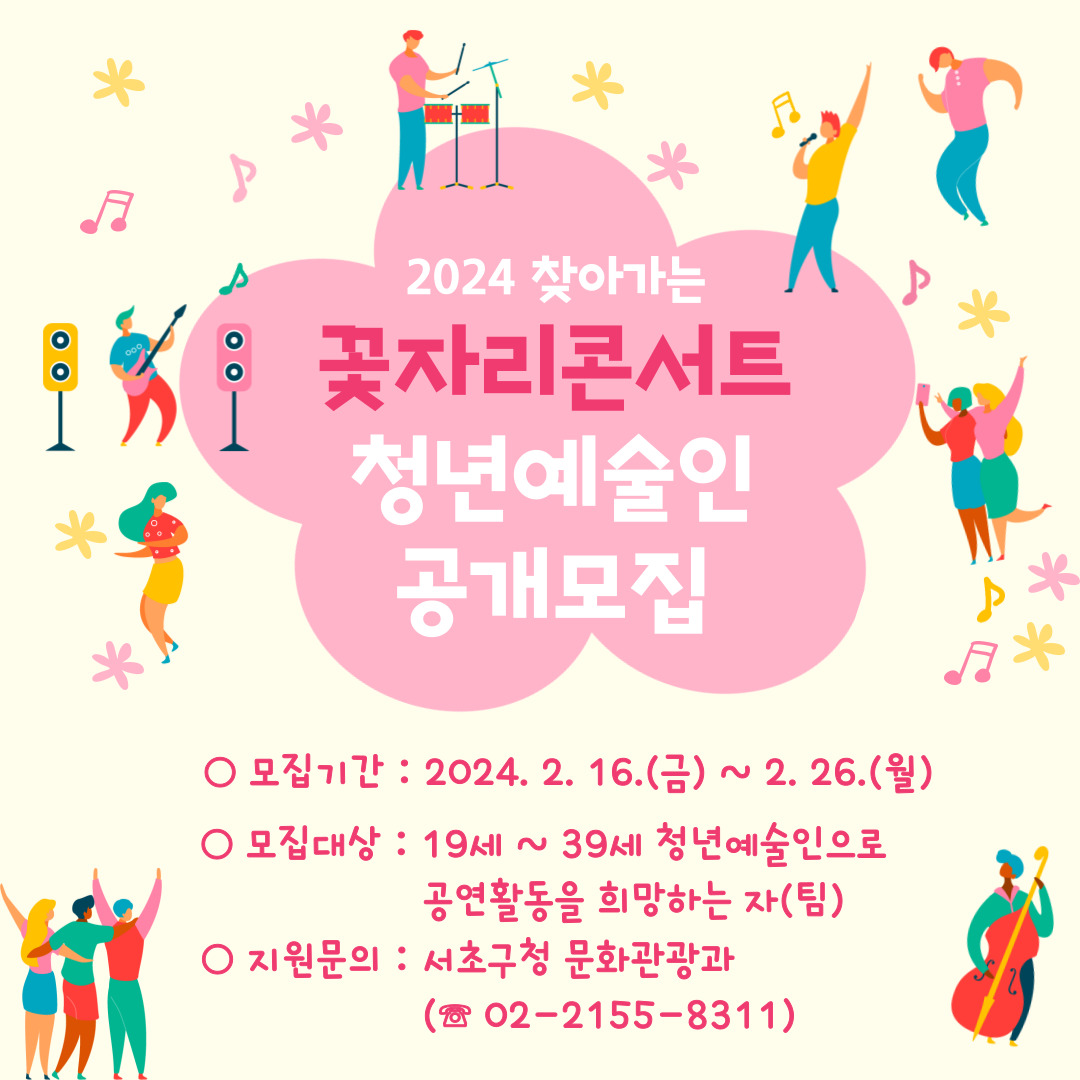 2024 찾아가는
꽃자리콘서트
청년예술인
공개모집
○ 모집기간 : 2024. 2. 16.(금) ~ 2. 26.(월)
○ 모집대상 : 19세 ~ 39세 청년예술인으로
공연활동을 희망하는 자(팀)
○ 지원문의 : 서초구청 문화관광과
(☎ 02-2155-8311)